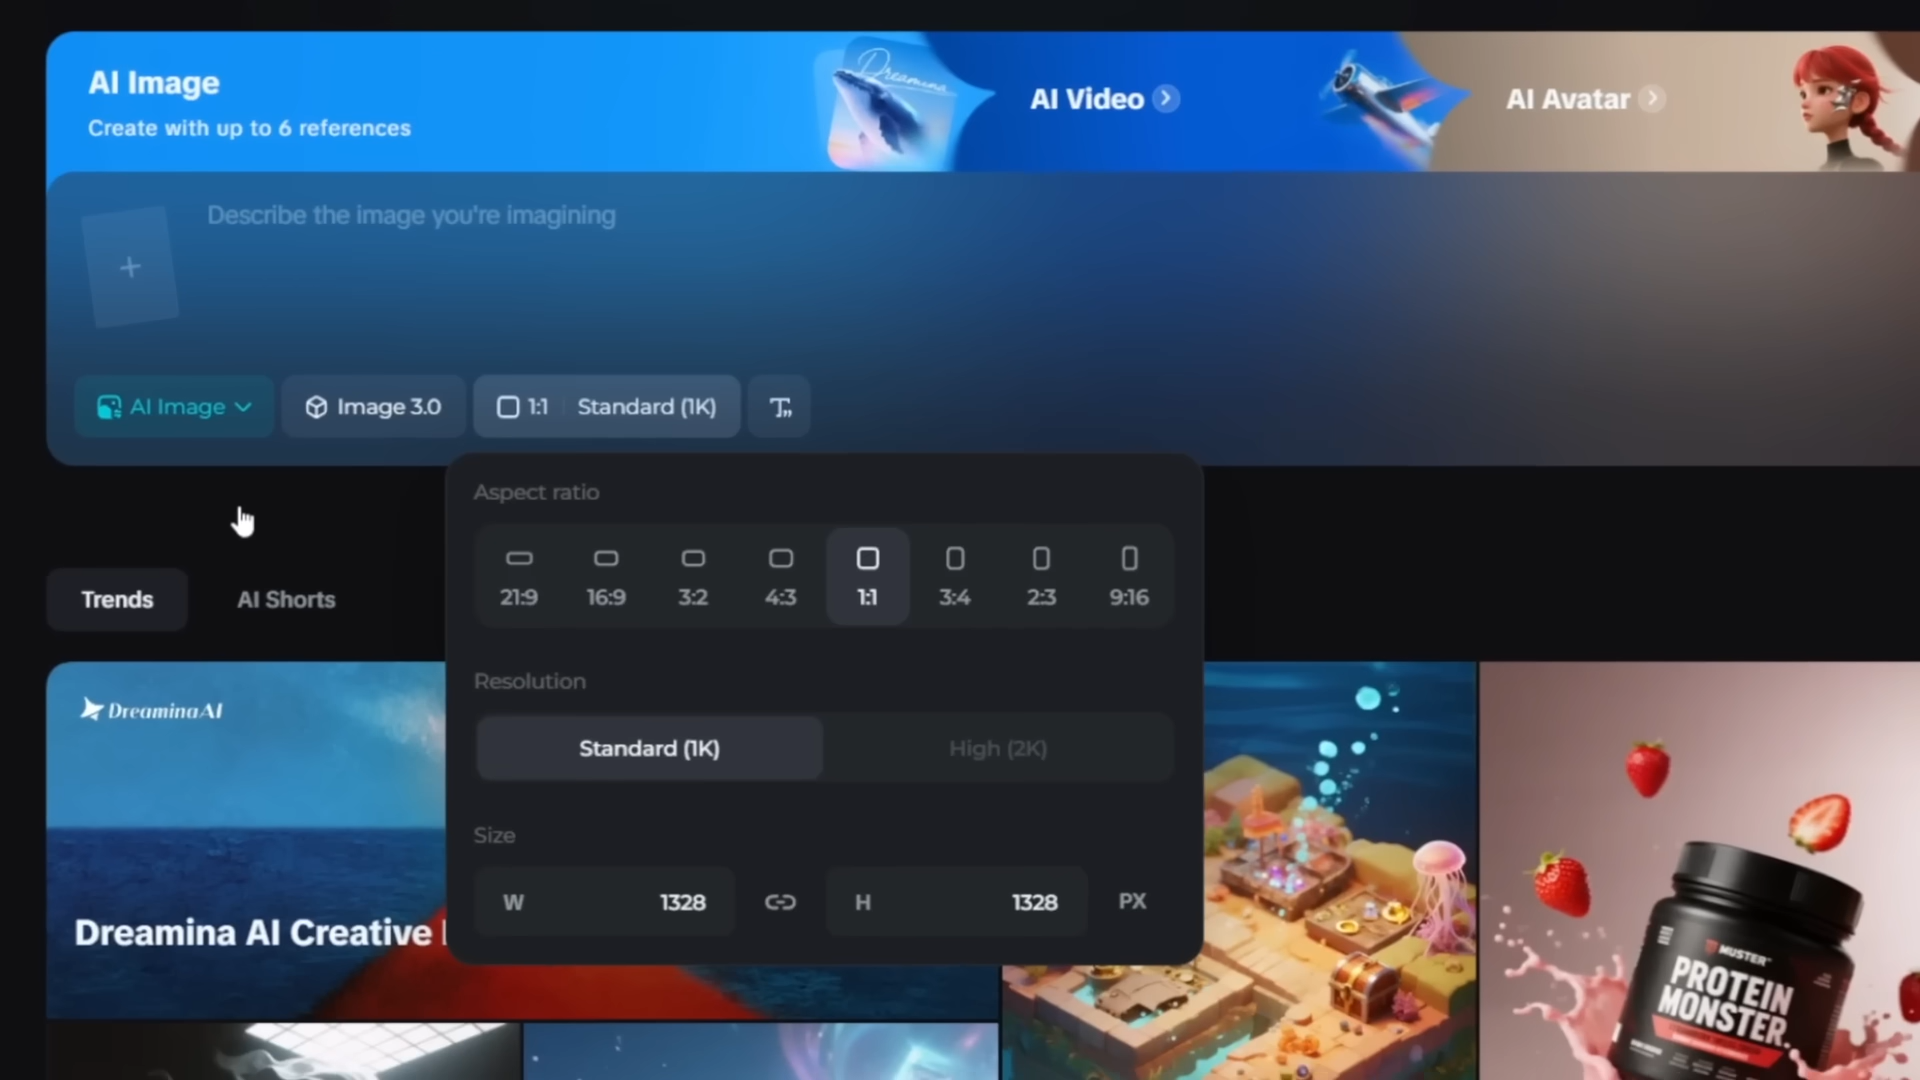 AI Image
Create with up to 6 references
Dreamina
AI Video
AI Avatar
Describe the image you're imagining
AI Image
Image 3.0
1:1
Standard (1K)
Aspect ratio
21:9
16:9
3:2
4:3
1:1
3:4
2:3
9:16
Trends
AI Shorts
Resolution
Standard (1K)
High (2K)
Size
W 1328
H 1328
PX
DreaminaAI
Dreamina AI Creative
MUSTER
PROTEIN
MONSTER.